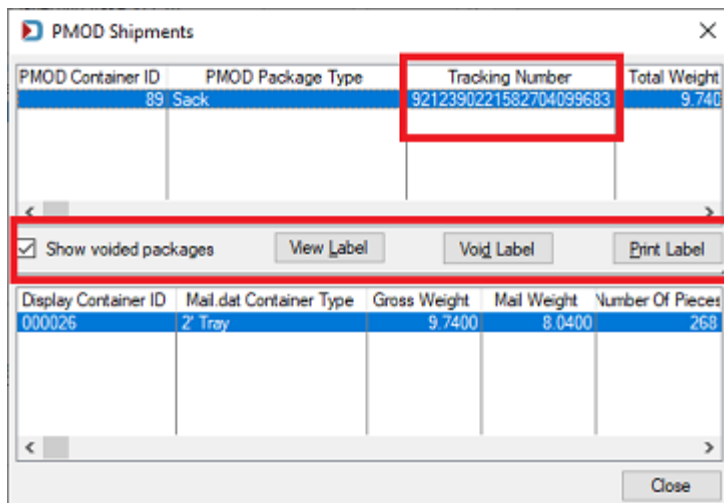 PMOD Shipments
PMOD Container ID PMOD Package Type Tracking Number Total Weight
89 Sack 9212390221582704099683 9.740
Show voided packages View Label Void Label Print Label
Display Container ID Mail.dat Container Type Gross Weight Mail Weight Number Of Pieces
000026 2' Tray 9.7400 8.0400 268
Close